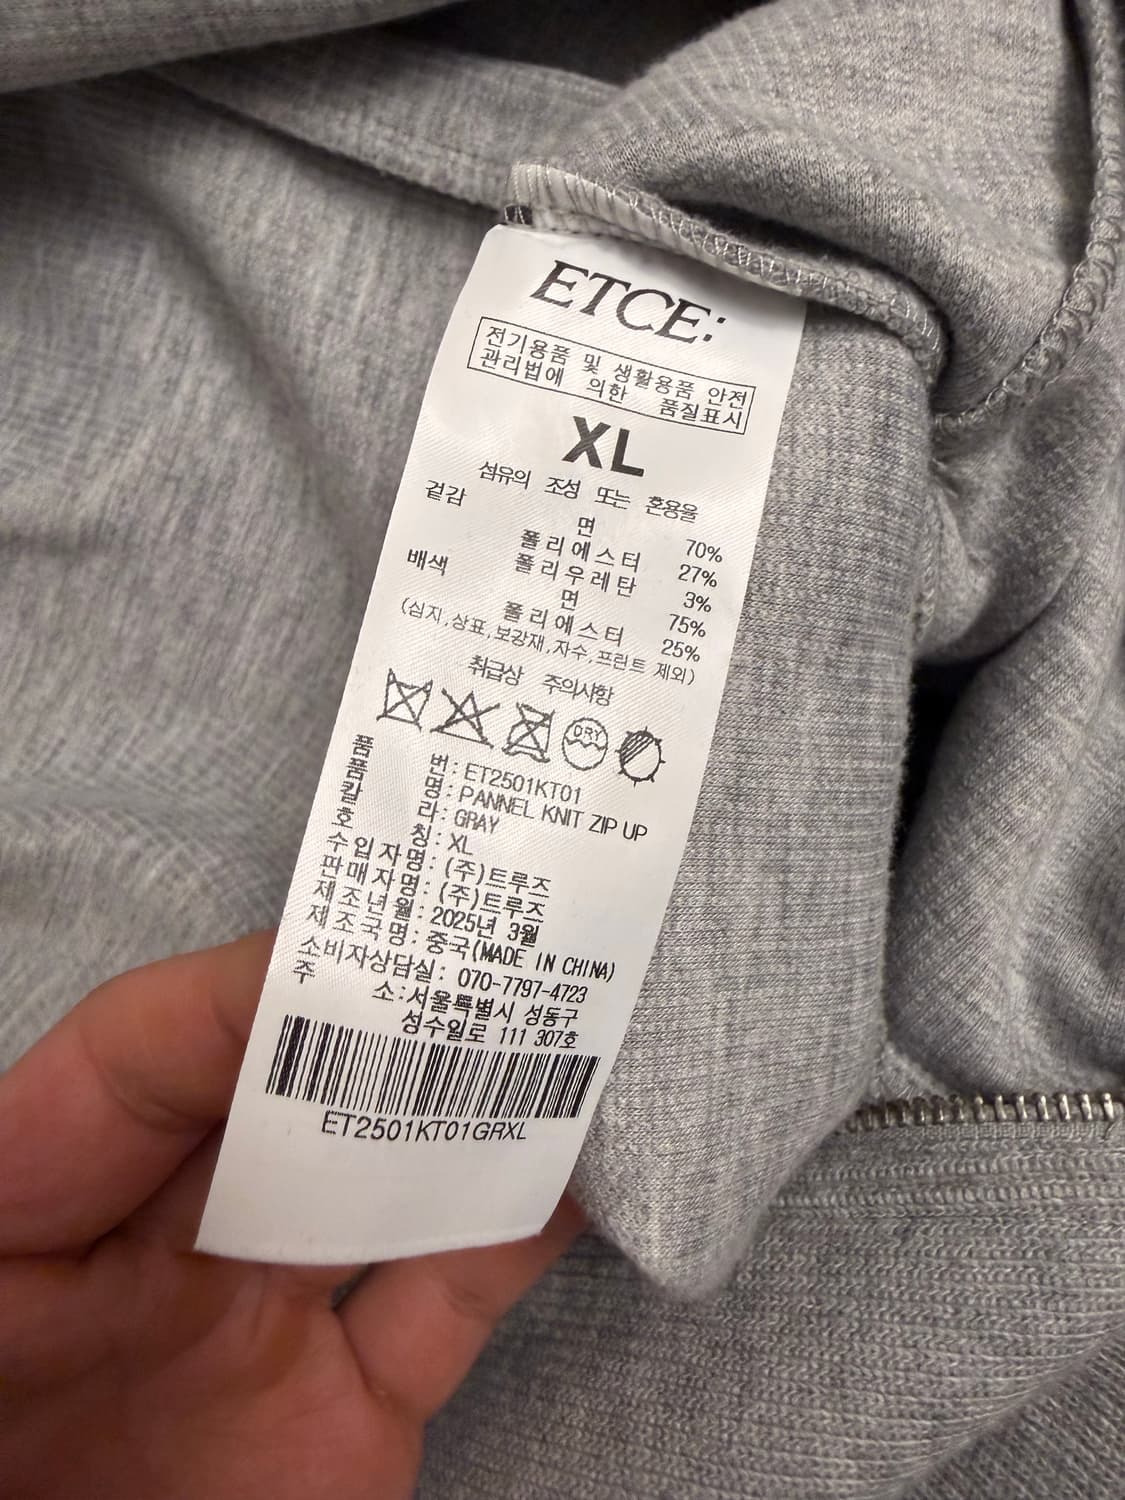 ETCE:
전기용품 및 생활용품 안전
관리법에 의한 품질표시
XL
섬유의 조성 또는 혼용율
겉감
면 70%
폴리에스터 27%
폴리우레탄 3%
배색
면 75%
폴리에스터 25%
(심지,상표,보강재,자수,프린트 제외)
취급상 주의사항
DRY
품 번: ET2501KT01
품 명: PANNEL KNIT ZIP UP
칼 라: GRAY
호 칭: XL
수입자명: (주)트루즈
판매자명: (주)트루즈
제조년월: 2025년 3월
제조국명: 중국(MADE IN CHINA)
소비자상담실: 070-7797-4723
주 소:서울특별시 성동구
성수일로 111 307호
ET2501KT01GRXL